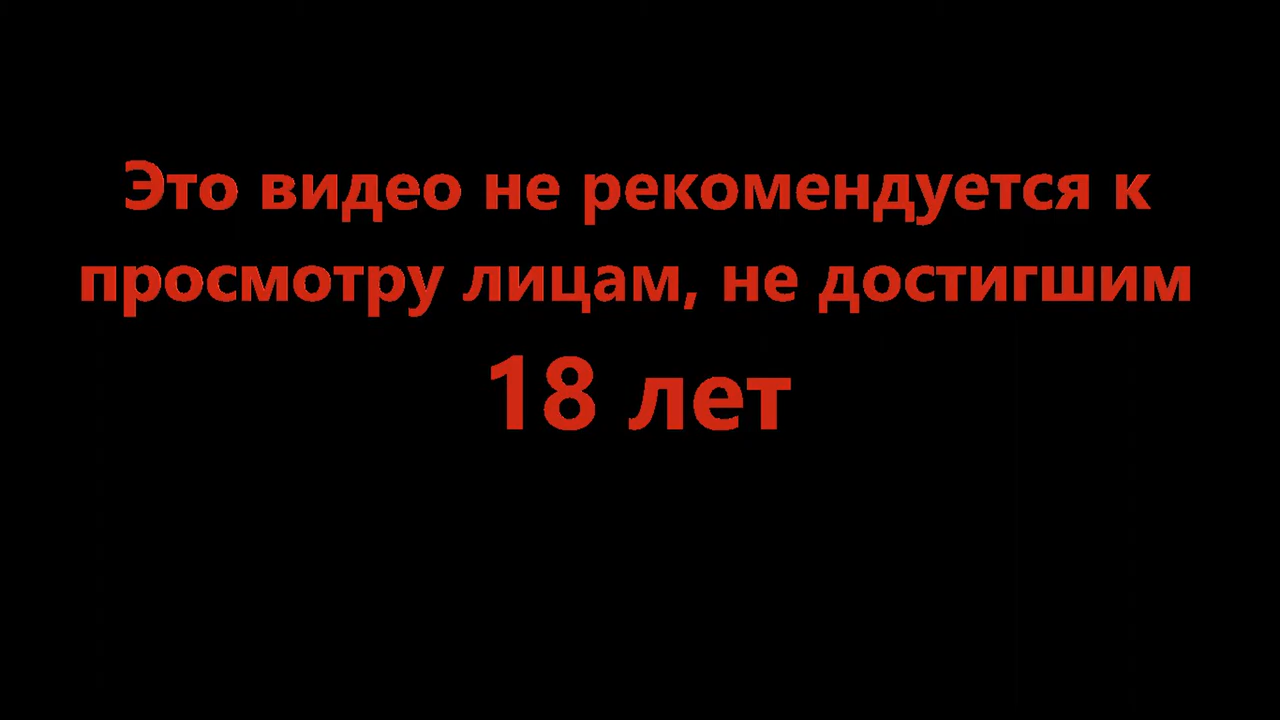 Это видео не рекомендуется к
просмотру лицам, не достигшим
18 лет